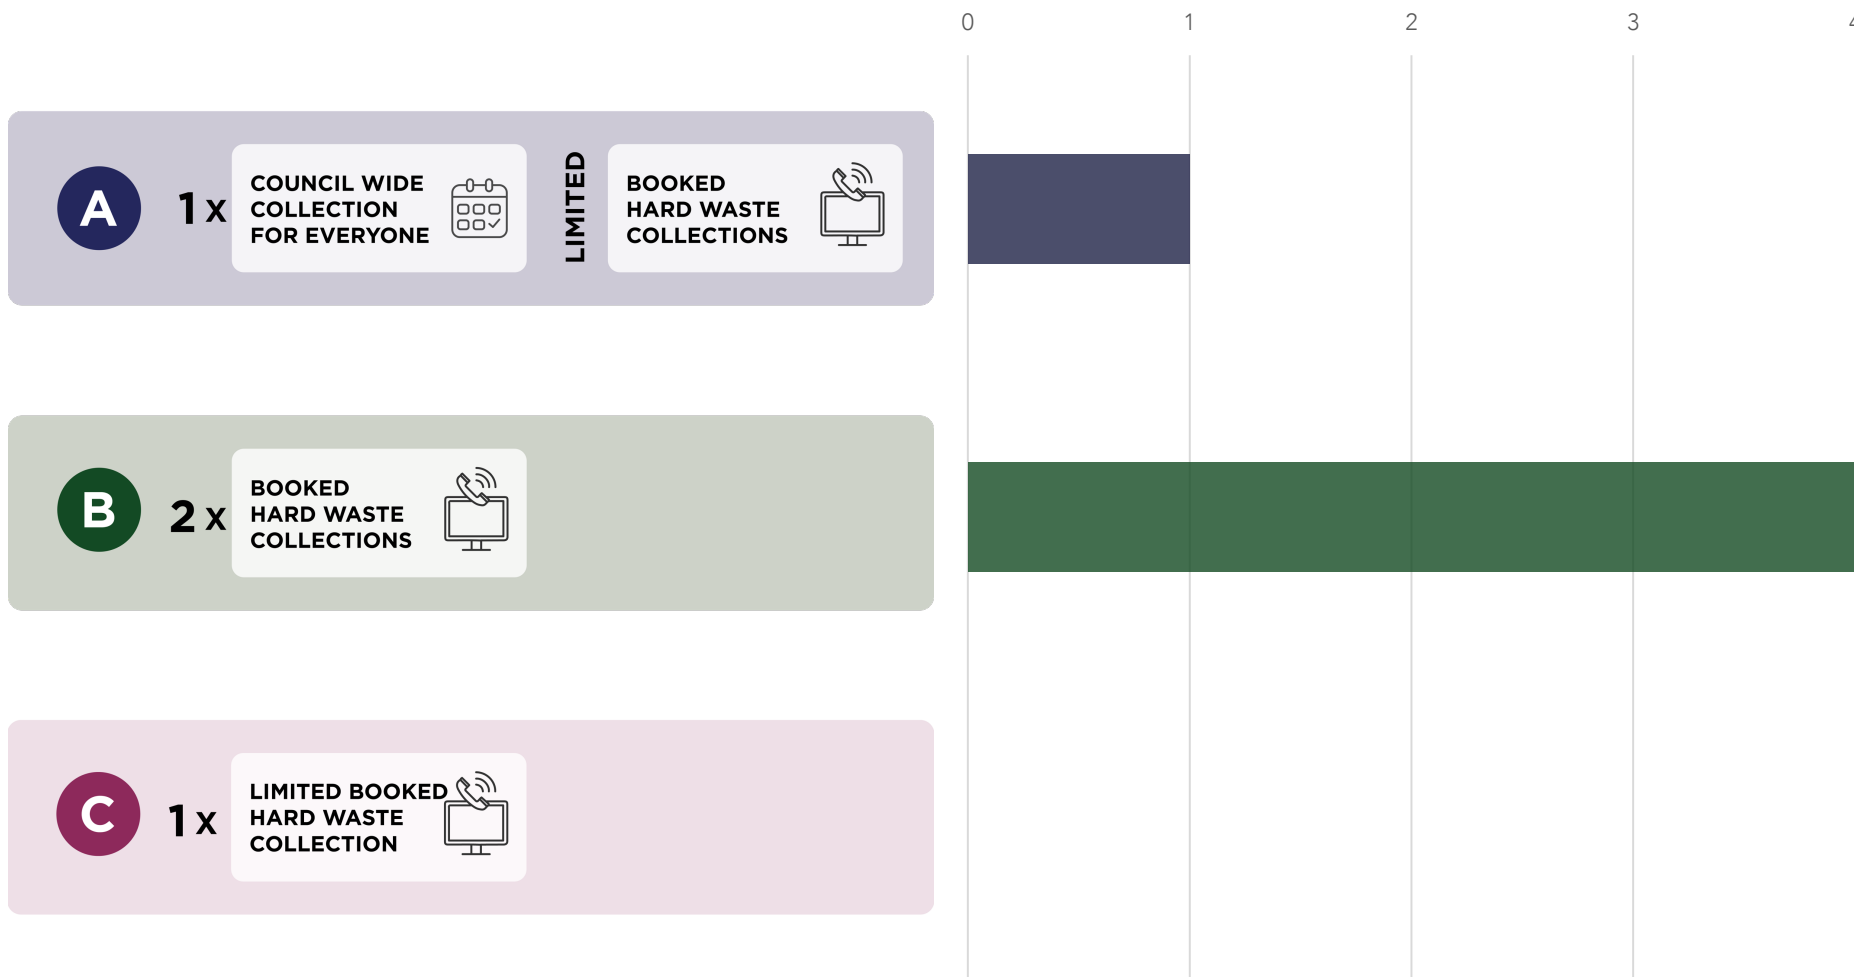 0 1 2 3 4
A
1 x
COUNCIL WIDE
COLLECTION
FOR EVERYONE
LIMITED
BOOKED
HARD WASTE
COLLECTIONS
B
2 x
BOOKED
HARD WASTE
COLLECTIONS
C
1 x
LIMITED BOOKED
HARD WASTE
COLLECTION